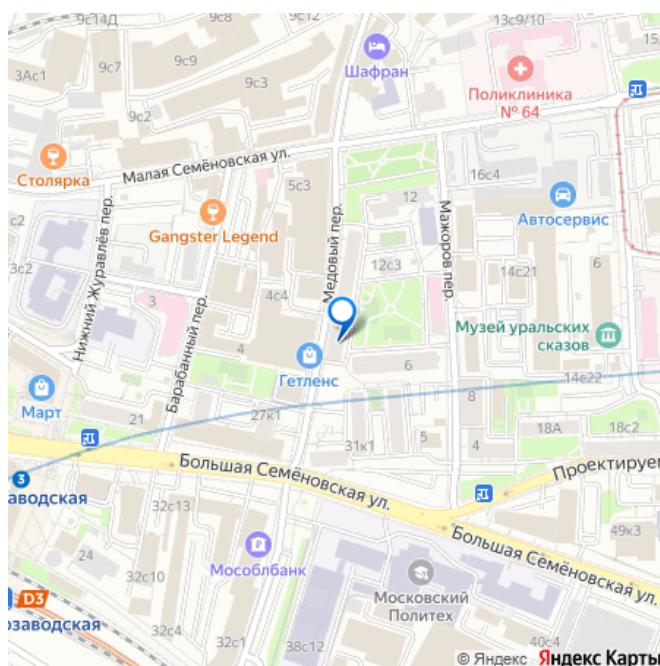 9с14Д
9с8
9с2
13с9/10
3Ас1
9с7
9с9
9с3
15
Шафран
Поликлиника
№ 64
Столярка
Малая Семёновская ул.
5с3
16с4
с2
Gangster Legend
12
Автосервис
Нижний Журавлёв пер.
Медовый пер.
Мажоров пер.
3с2
12с3
14с21
6
3
4с4
Барабанный пер.
4
Музей уральских
сказов
Гетленс
6
14с22
Март
21
27к1
8
18А
18с2
31к1
5
4
Большая Семёновская ул.
Проектируем
3
заводская
32с13
Большая Семёновская ул.
49к3
24
Мособлбанк
32с10
Московский
Политех
D3
озаводская
32с4
32с1
38с12
40с4
© Яндекс Яндекс Карты